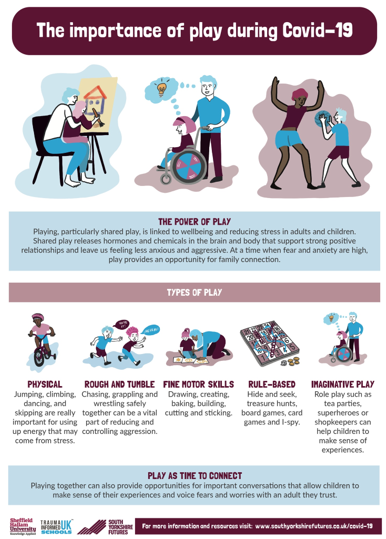 The importance of play during Covid-19
THE POWER OF PLAY
Playing, particularly shared play, is linked to wellbeing and reducing stress in adults and children.
Shared play releases hormones and chemicals in the brain and body that support strong positive
relationships and leave us feeling less anxious and aggressive. At a time when fear and anxiety are high,
play provides an opportunity for family connection.
TYPES OF PLAY
PHYSICAL
Jumping, climbing,
dancing, and
skipping are really
important for using
up energy that may
come from stress.
ROUGH AND TUMBLE
Chasing, grappling and
wrestling safely
together can be a vital
part of reducing and
controlling aggression.
FINE MOTOR SKILLS
Drawing, creating,
baking, building,
cutting and sticking.
RULE-BASED
Hide and seek,
treasure hunts,
board games, card
games and I-spy.
IMAGINATIVE PLAY
Role play such as
tea parties,
superheroes or
shopkeepers can
help children to
make sense of
experiences.
PLAY AS TIME TO CONNECT
Playing together can also provide opportunities for important conversations that allow children to
make sense of their experiences and voice fears and worries with an adult they trust.
Sheffield
Hallam
University
Knowledge Applied
TRAUMA
INFORMED UK
SCHOOLS
SOUTH
YORKSHIRE
FUTURES
For more information and resources visit: www.southyorkshirefutures.co.uk/covid-19